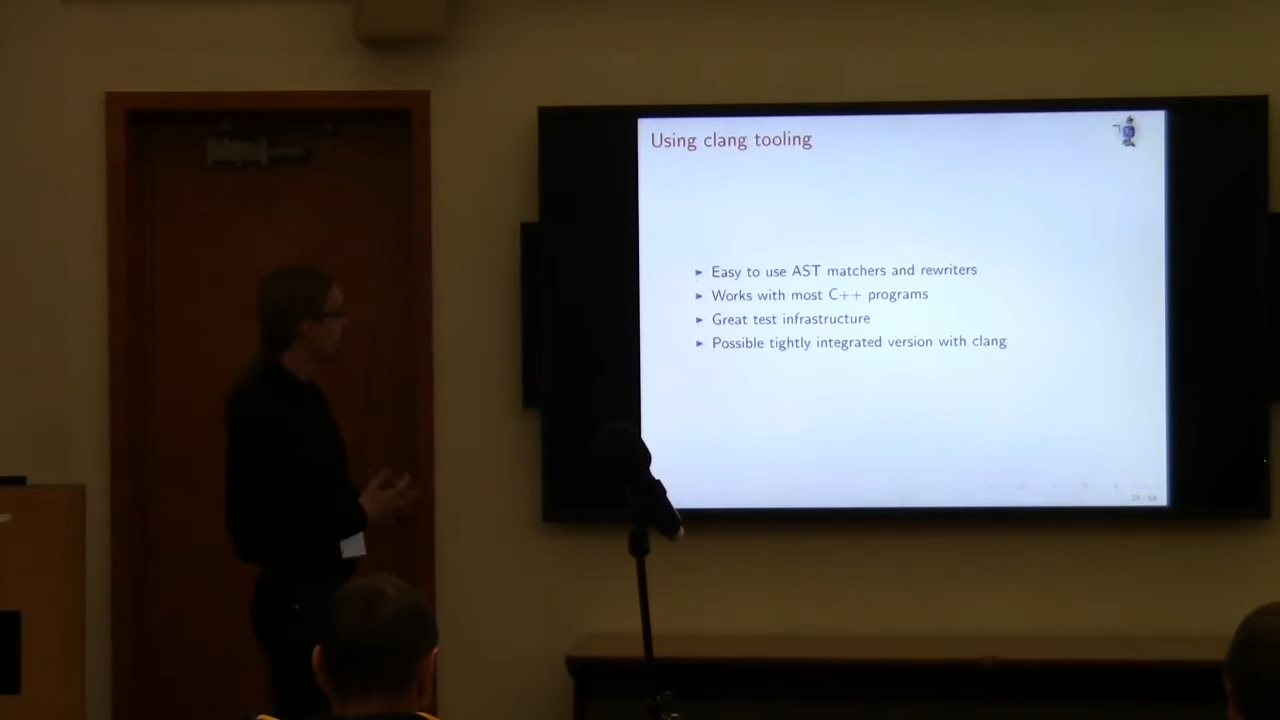 Using clang tooling
► Easy to use AST matchers and rewriters
► Works with most C++ programs
► Great test infrastructure
► Possible tightly integrated version with clang